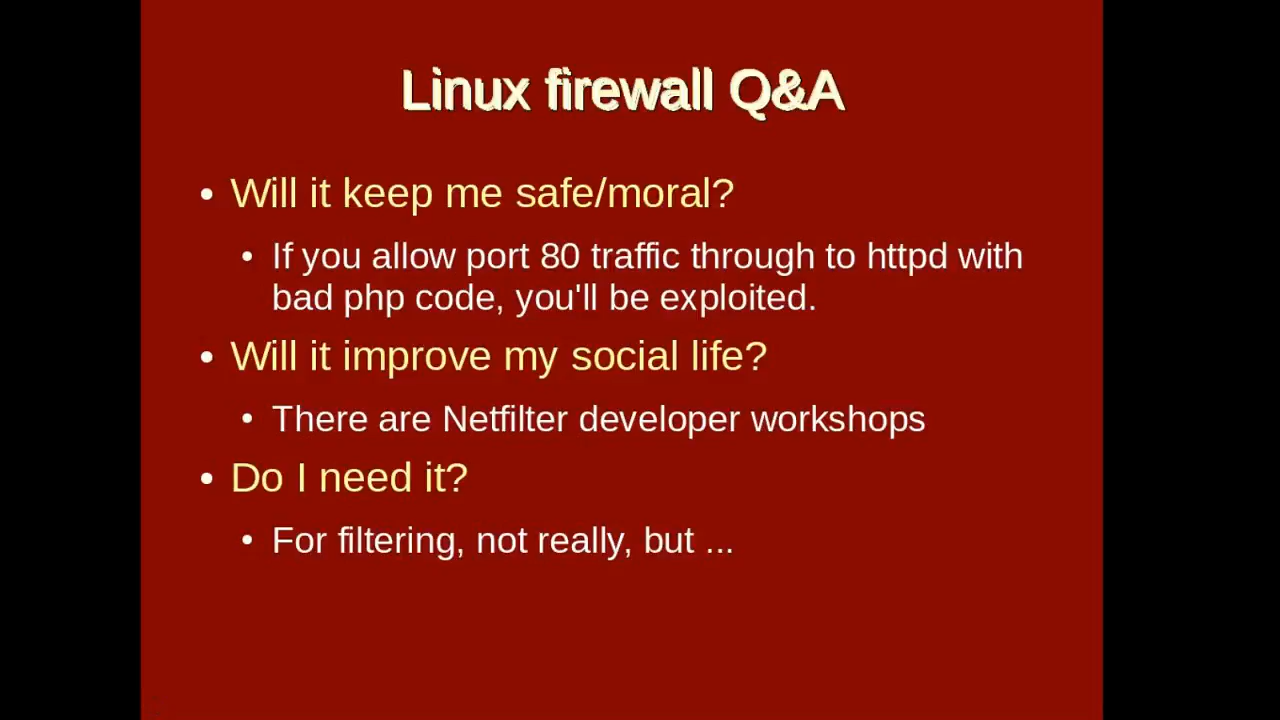 Linux firewall Q&A
• Will it keep me safe/moral?
• If you allow port 80 traffic through to httpd with
bad php code, you'll be exploited.
• Will it improve my social life?
• There are Netfilter developer workshops
• Do I need it?
• For filtering, not really, but ...